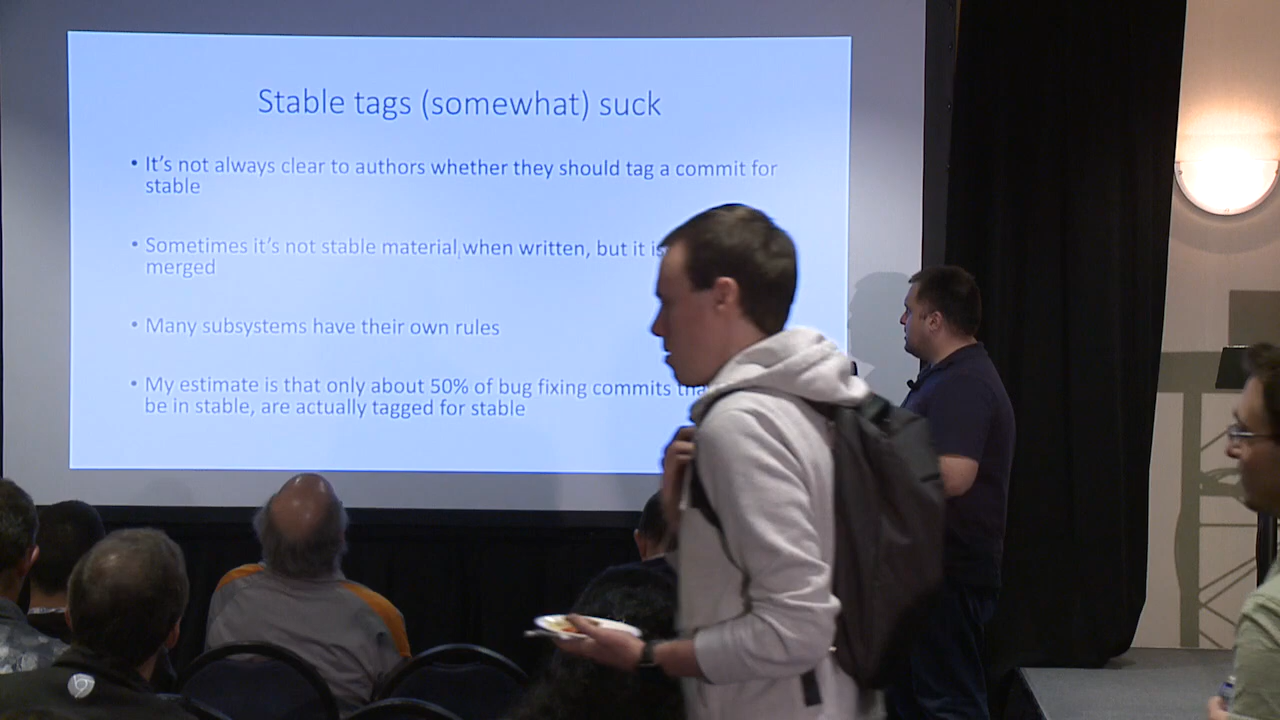 Stable tags (somewhat) suck
• It's not always clear to authors whether they should tag a commit for
stable
• Sometimes it's not stable material when written, but it is
merged
• Many subsystems have their own rules
• My estimate is that only about 50% of bug fixing commits
be in stable, are actually tagged for stable